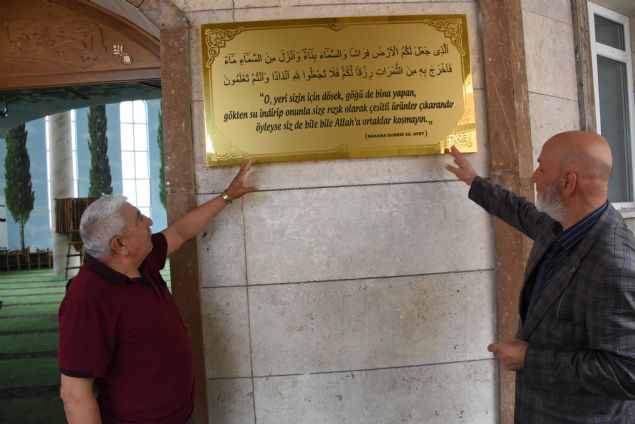 اَلَّذ۪ي جَعَلَ لَكُمُ الْاَرْضَ فِرَاشًا وَالسَّمَٓاءَ بِنَٓاءً وَاَنْزَلَ مِنَ السَّمَٓاءِ مَٓاءً
فَاَخْرَجَ بِه۪ مِنَ الثَّمَرَاتِ رِزْقًا لَكُمْ فَلَا تَجْعَلُوا لِلّٰهِ اَنْدَادًا وَاَنْتُمْ تَعْلَمُونَ
"O, yeri sizin için döşek, göğü de bina yapan,
gökten su indirip onunla size rızık olarak çeşitli ürünler çıkarandır
öyleyse siz de bile bile Allah'a ortaklar koşmayın.„
(BAKARA SURESİ 22. AYET)